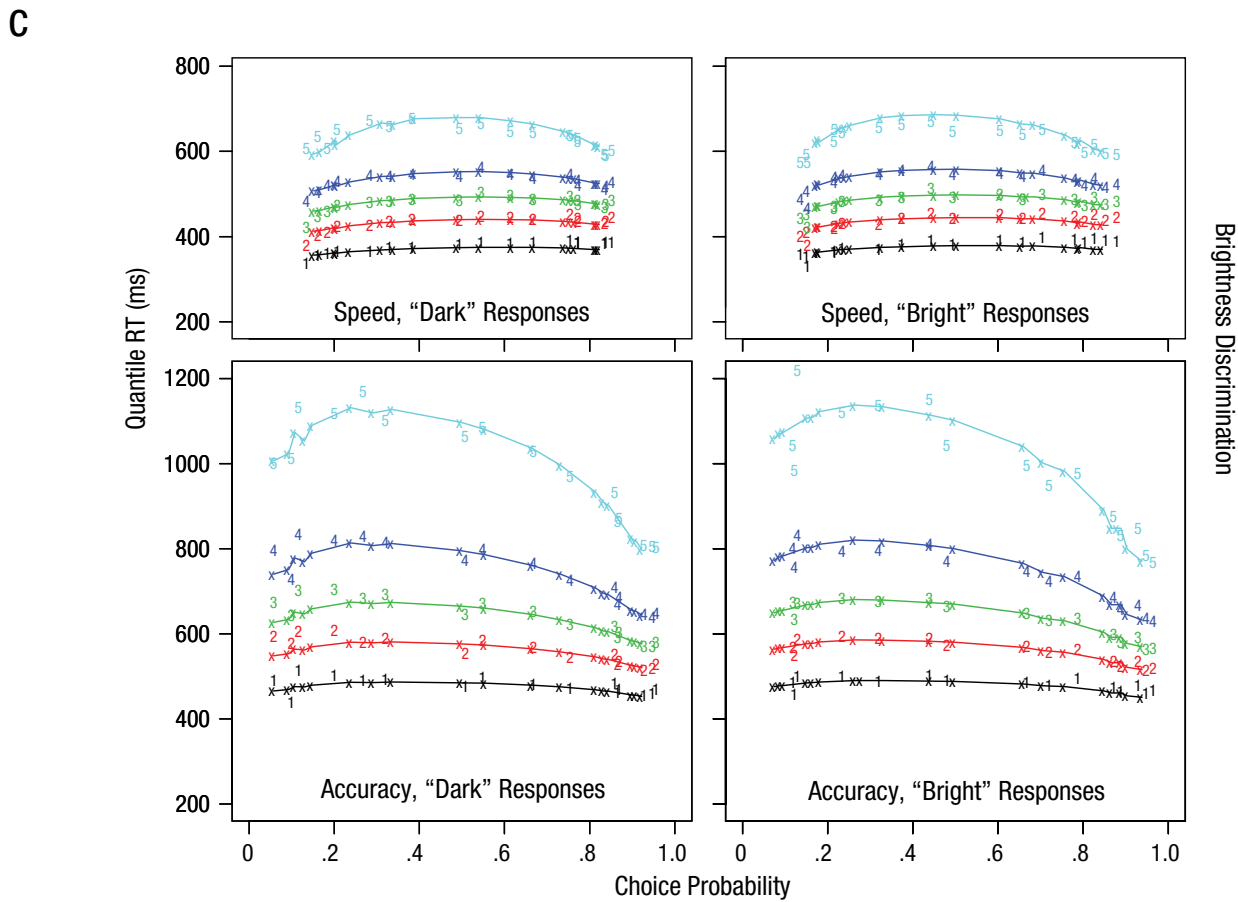 C
800
600
400
200
Speed, “Dark” Responses
Speed, “Bright” Responses
Quantile RT (ms)
Brightness Discrimination
1200
1000
800
600
400
200
Accuracy, “Dark” Responses
Accuracy, “Bright” Responses
0 .2 .4 .6 .8 1.0
0 .2 .4 .6 .8 1.0
Choice Probability